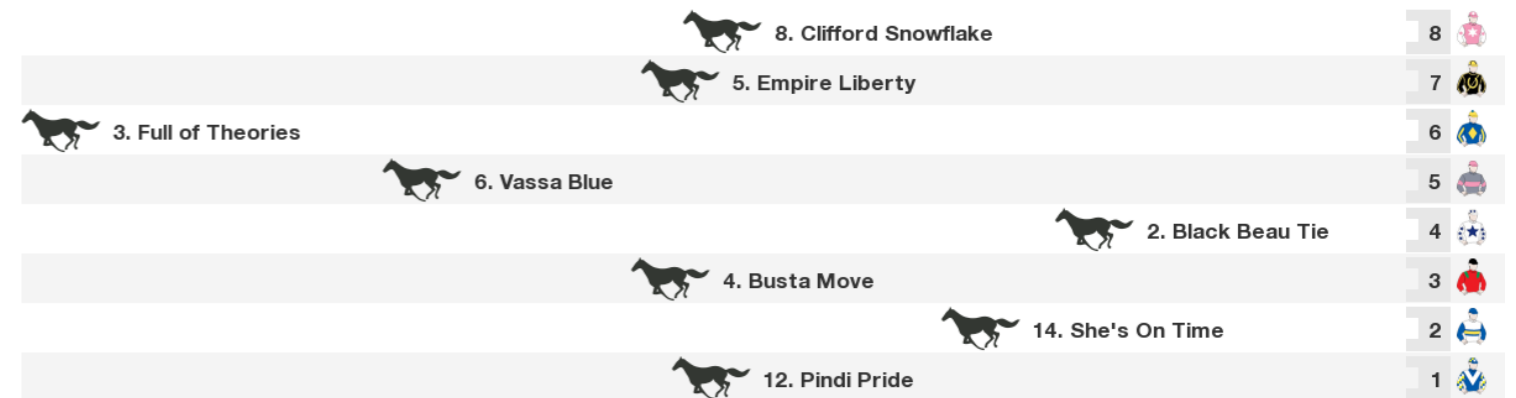 8. Clifford Snowflake 8
5. Empire Liberty 7
3. Full of Theories 6
6. Vassa Blue 5
2. Black Beau Tie 4
4. Busta Move 3
14. She's On Time 2
12. Pindi Pride 1